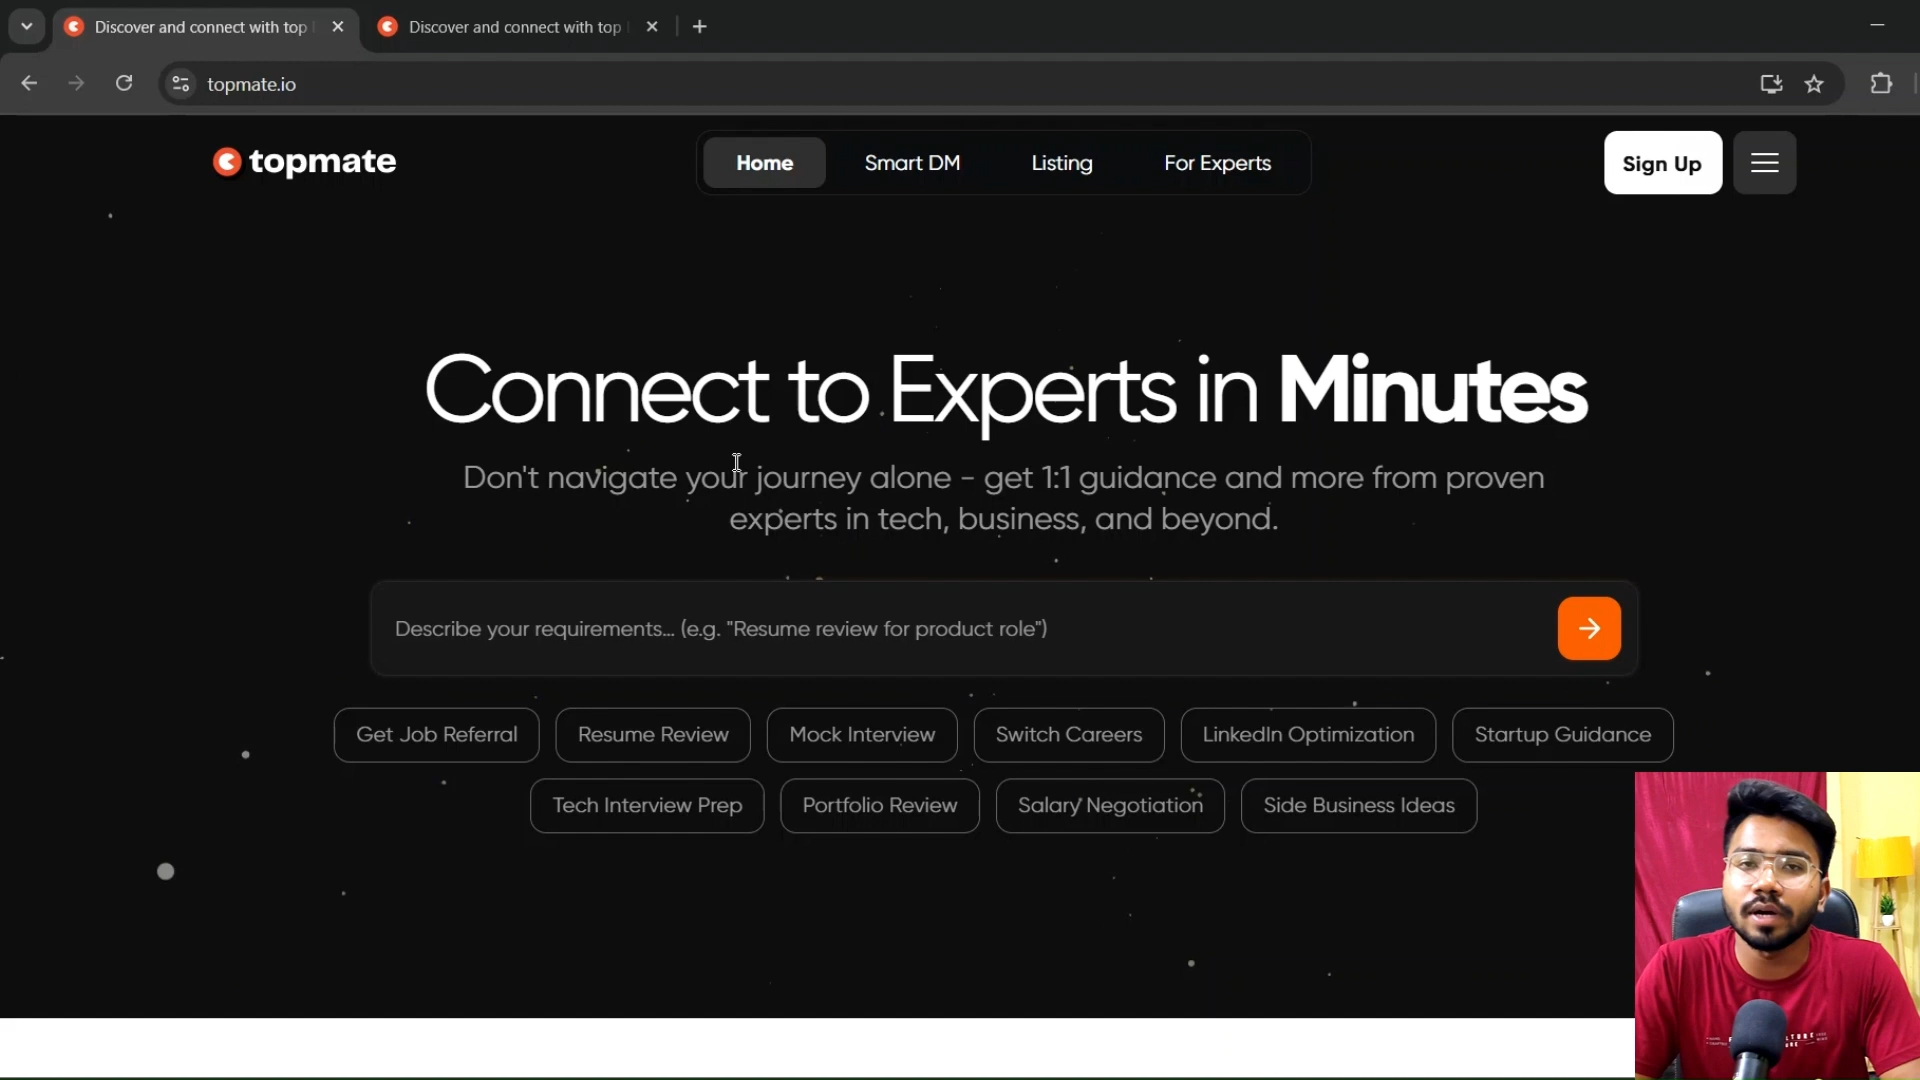 Discover and connect with top
Discover and connect with top
topmate.io
topmate
Home
Smart DM
Listing
For Experts
Sign Up
Connect to Experts in Minutes
Don't navigate your journey alone - get 1:1 guidance and more from proven
experts in tech, business, and beyond.
Describe your requirements... (e.g. "Resume review for product role")
Get Job Referral
Resume Review
Mock Interview
Switch Careers
LinkedIn Optimization
Startup Guidance
Tech Interview Prep
Portfolio Review
Salary Negotiation
Side Business Ideas